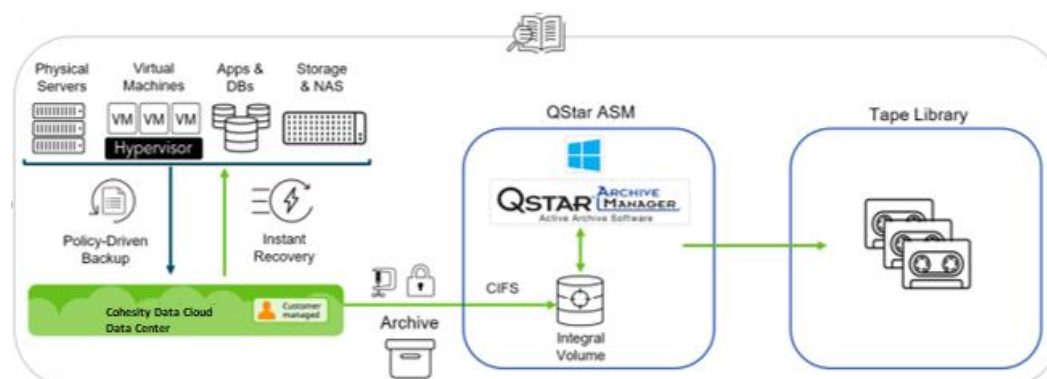 Physical
Servers
Virtual
Machines
Apps &
DBs
Storage
& NAS
VM VM VM
Hypervisor
Policy-Driven
Backup
Instant
Recovery
Cohesity Data Cloud
Data Center
Customer
managed
Archive
QStar ASM
QSTAR ARCHIVE
MANAGER
Active Archive Software
CIFS
Integral
Volume
Tape Library